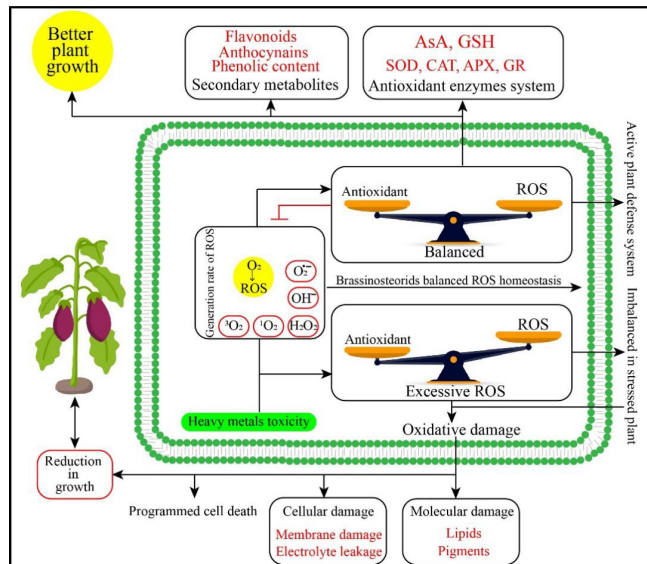 Better
plant
growth
Flavonoids
Anthocynains
Phenolic content
Secondary metabolites
AsA, GSH
SOD, CAT, APX, GR
Antioxidant enzymes system
Active plant defense system
Antioxidant
ROS
Balanced
Generation rate of ROS
O₂
ROS
O₂•−
OH•−
³O₂
¹O₂
H₂O₂
Brassinosteorids balanced ROS homeostasis
Imbalanced in stressed plant
Antioxidant
ROS
Excessive ROS
Heavy metals toxicity
Oxidative damage
Reduction
in
growth
Programmed cell death
Cellular damage
Membrane damage
Electrolyte leakage
Molecular damage
Lipids
Pigments